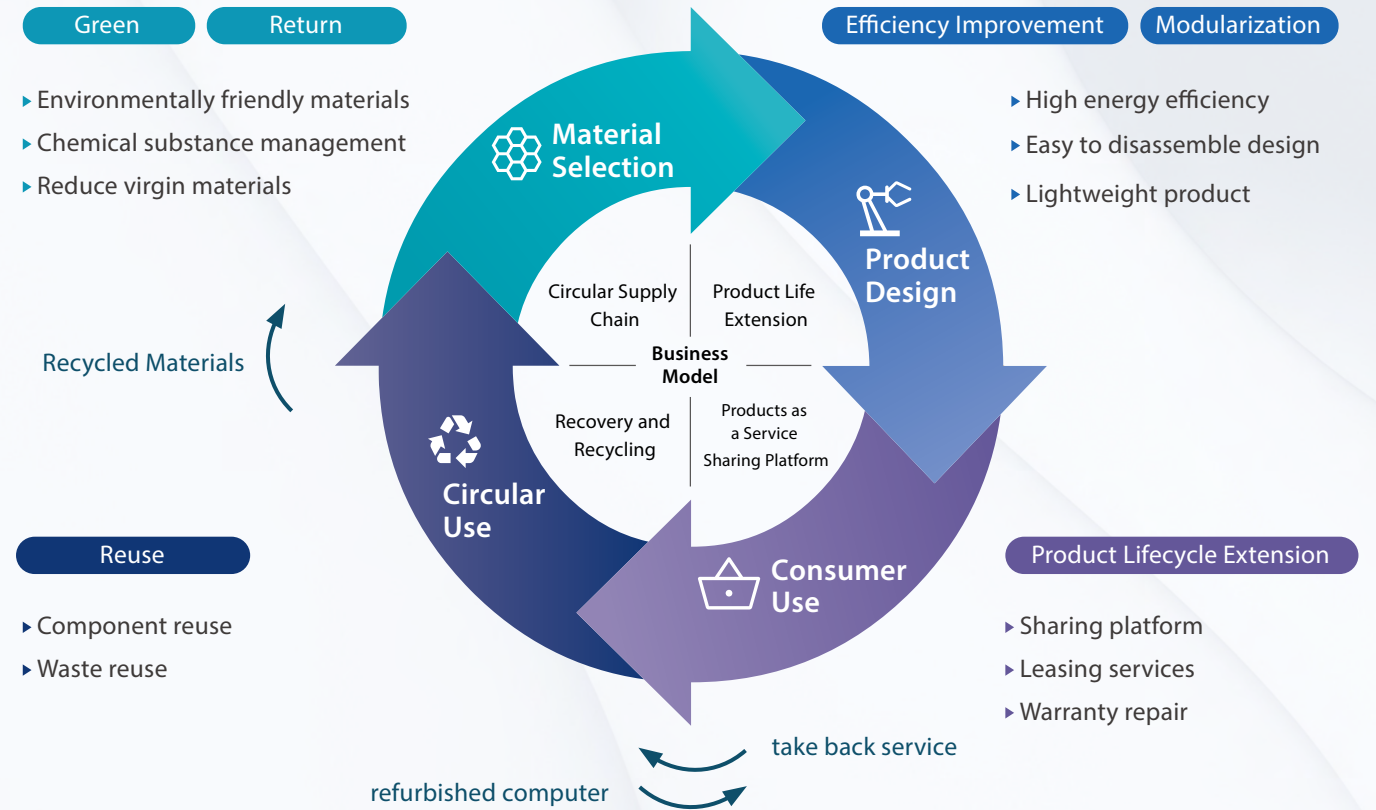 Green
Return
Environmentally friendly materials
Chemical substance management
Reduce virgin materials
Efficiency Improvement
Modularization
High energy efficiency
Easy to disassemble design
Lightweight product
Material
Selection
Product
Design
Circular Supply
Chain
Product Life
Extension
Business
Model
Recovery and
Recycling
Products as
a Service
Sharing Platform
Recycled Materials
Circular
Use
Consumer
Use
Reuse
Component reuse
Waste reuse
Product Lifecycle Extension
Sharing platform
Leasing services
Warranty repair
take back service
refurbished computer